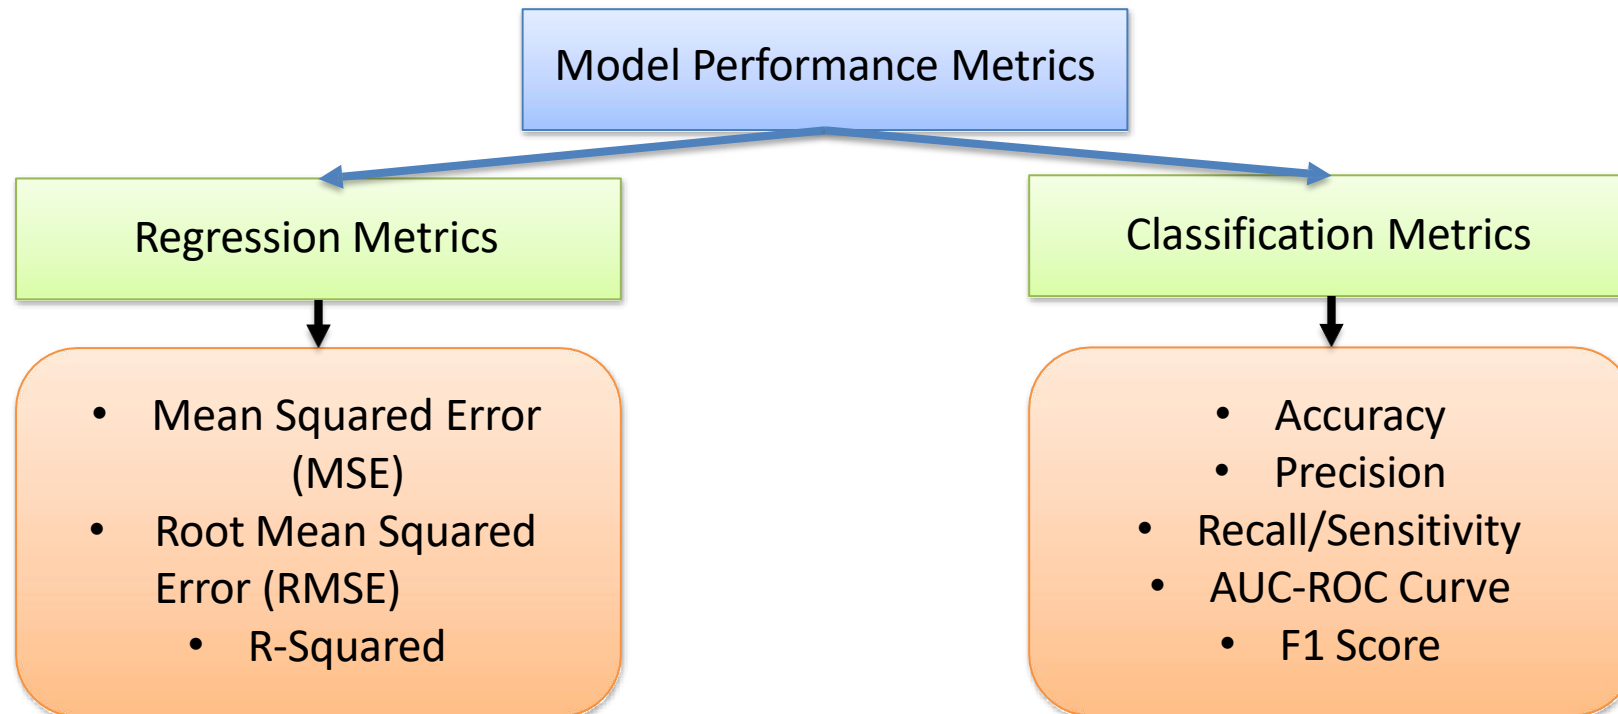 Model Performance Metrics
Regression Metrics
• Mean Squared Error
(MSE)
• Root Mean Squared
Error (RMSE)
• R-Squared
Classification Metrics
• Accuracy
• Precision
• Recall/Sensitivity
• AUC-ROC Curve
• F1 Score